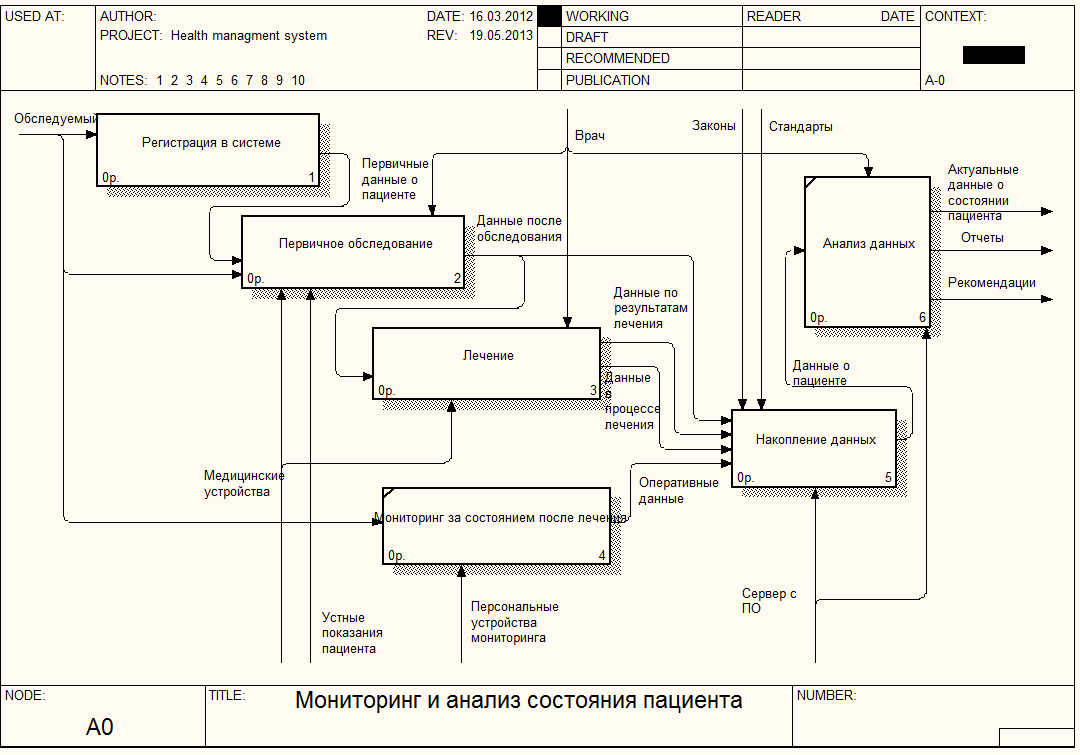 USED AT:
AUTHOR:
DATE: 16.03.2012
PROJECT: Health managment system
REV: 19.05.2013
NOTES: 1 2 3 4 5 6 7 8 9 10
WORKING
DRAFT
RECOMMENDED
PUBLICATION
READER
DATE
CONTEXT:
A-0
Обследуемый
Регистрация в системе
0р.
1
Первичные
данные о
пациенте
Врач
Законы
Стандарты
Актуальные
данные о
состоянии
пациента
Отчеты
Рекомендации
Первичное обследование
0р.
2
Данные после
обследования
Анализ данных
0р.
6
Данные по
результатам
лечения
Лечение
0р.
3
Данные
в
процессе
лечения
Данные о
пациенте
Накопление данных
0р.
5
Медицинские
устройства
Оперативные
данные
Мониторинг за состоянием после лечения
0р.
4
Устные
показания
пациента
Персональные
устройства
мониторинга
Сервер с
ПО
NODE:
A0
TITLE:
Мониторинг и анализ состояния пациента
NUMBER: